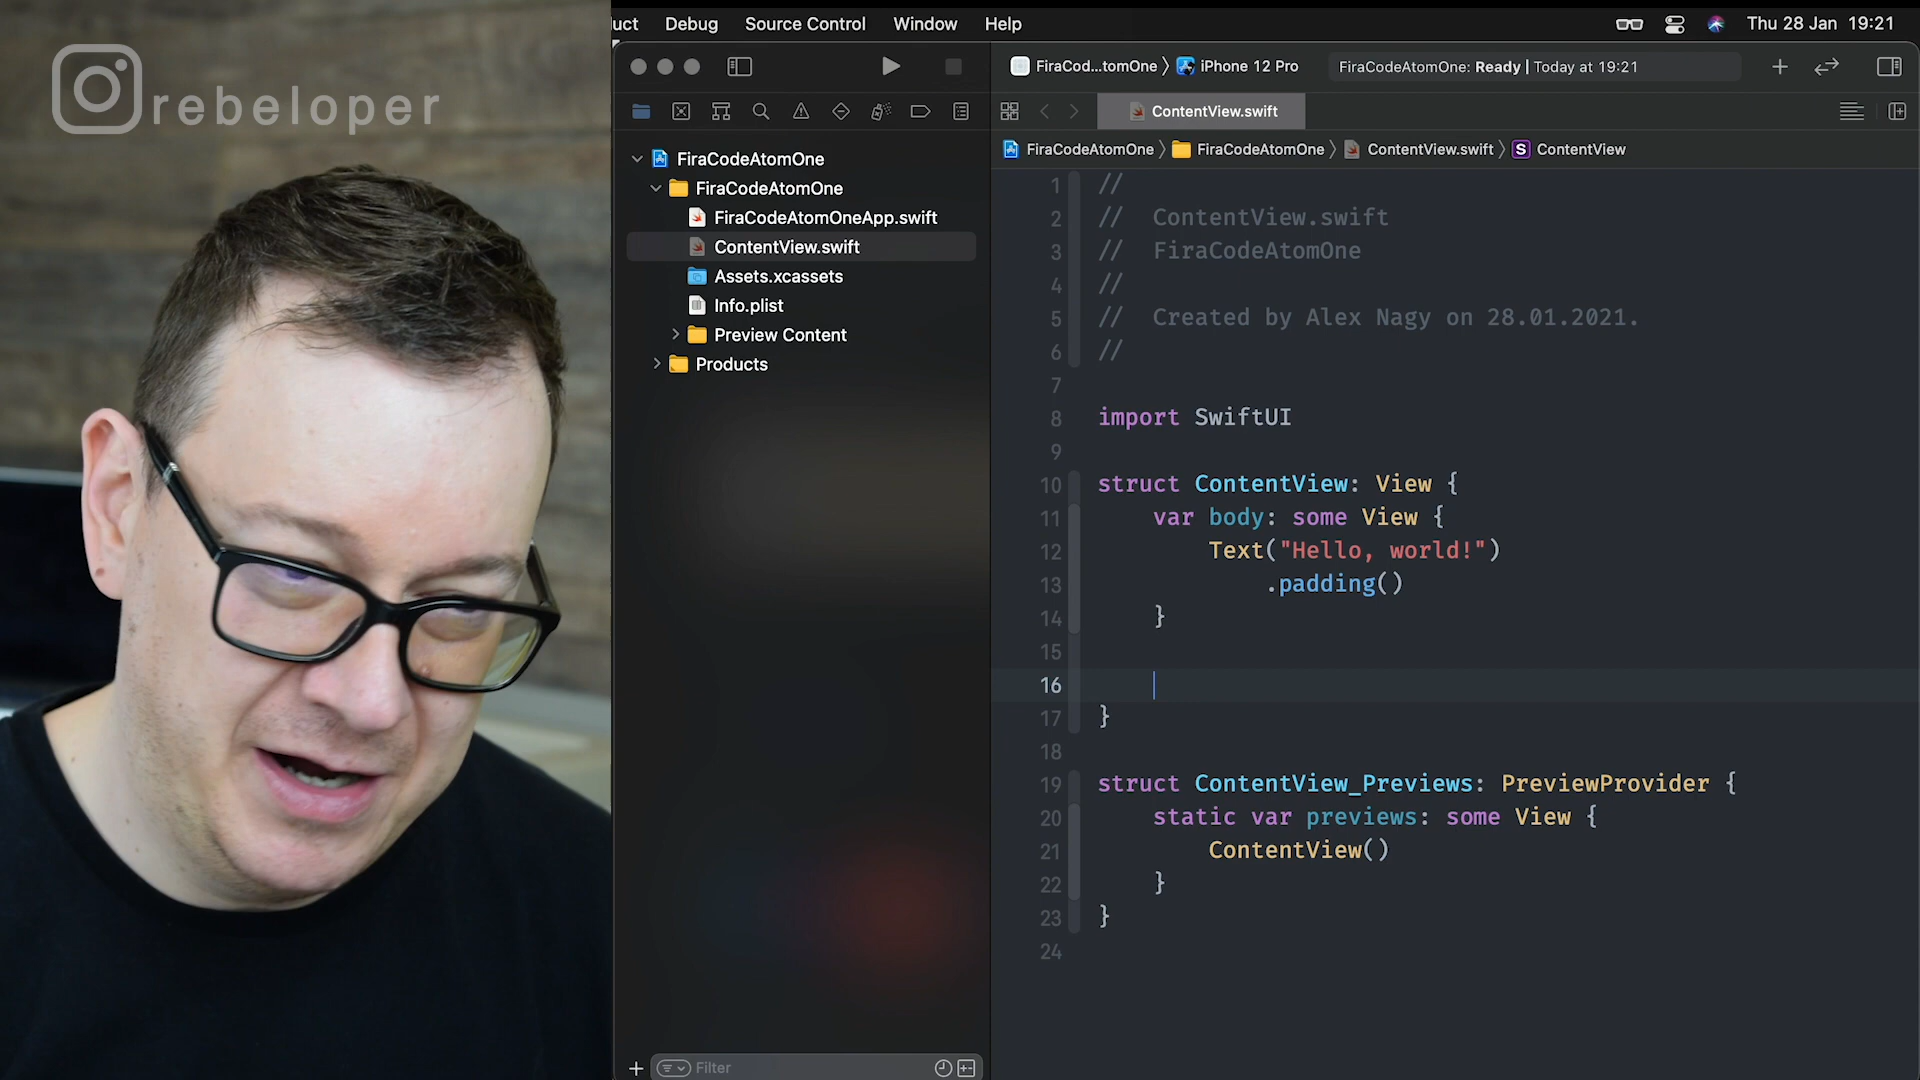 rebeloper
uct Debug Source Control Window Help Thu 28 Jan 19:21
FiraCod...tomOne iPhone 12 Pro FiraCodeAtomOne: Ready | Today at 19:21
ContentView.swift
FiraCodeAtomOne FiraCodeAtomOne ContentView.swift S ContentView
FiraCodeAtomOne
FiraCodeAtomOne
FiraCodeAtomOneApp.swift
ContentView.swift
Assets.xcassets
Info.plist
Preview Content
Products
Filter
1 //
2 // ContentView.swift
3 // FiraCodeAtomOne
4 //
5 // Created by Alex Nagy on 28.01.2021.
6 //
7
8 import SwiftUI
9
10 struct ContentView: View {
11 var body: some View {
12 Text("Hello, world!")
13 .padding()
14 }
15
16
17 }
18
19 struct ContentView_Previews: PreviewProvider {
20 static var previews: some View {
21 ContentView()
22 }
23 }
24